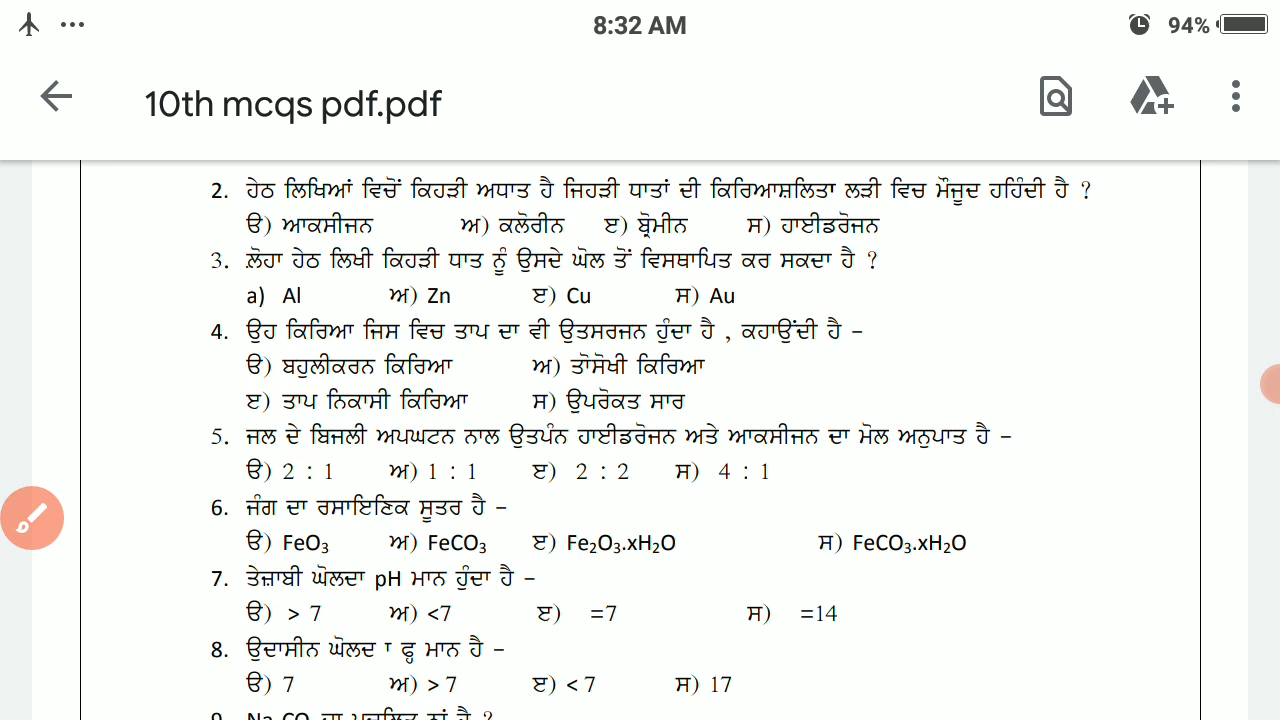 8:32 AM
94%
10th mcqs pdf.pdf
2. ਹੇਠ ਲਿਖਿਆਂ ਵਿਚੋਂ ਕਿਹੜੀ ਅਧਾਤ ਹੈ ਜਿਹੜੀ ਧਾਤਾਂ ਦੀ ਕਿਰਿਆਸ਼ਲਿਤਾ ਲੜੀ ਵਿਚ ਮੌਜੂਦ ਹਹਿੰਦੀ ਹੈ ?
ੳ) ਆਕਸੀਜਨ ਅ) ਕਲੋਰੀਨ ੲ) ਬ੍ਰੋਮੀਨ ਸ) ਹਾਈਡਰੋਜਨ
3. ਲ਼ੋਹਾ ਹੇਠ ਲਿਖੀ ਕਿਹੜੀ ਧਾਤ ਨੂੰ ਉਸਦੇ ਘੋਲ ਤੋਂ ਵਿਸਥਾਪਿਤ ਕਰ ਸਕਦਾ ਹੈ ?
a) Al ਅ) Zn ੲ) Cu ਸ) Au
4. ਉਹ ਕਿਰਿਆ ਜਿਸ ਵਿਚ ਤਾਪ ਦਾ ਵੀ ਉਤਸਰਜਨ ਹੁੰਦਾ ਹੈ , ਕਹਾਉਂਦੀ ਹੈ –
ੳ) ਬਹੁਲੀਕਰਨ ਕਿਰਿਆ ਅ) ਤਾੋਸੋਖੀ ਕਿਰਿਆ
ੲ) ਤਾਪ ਨਿਕਾਸੀ ਕਿਰਿਆ ਸ) ਉਪਰੋਕਤ ਸਾਰ
5. ਜਲ ਦੇ ਬਿਜਲੀ ਅਪਘਟਨ ਨਾਲ ਉਤਪੰਨ ਹਾਈਡਰੋਜਨ ਅਤੇ ਆਕਸੀਜਨ ਦਾ ਮੋਲ ਅਨੁਪਾਤ ਹੈ –
ੳ) 2 : 1 ਅ) 1 : 1 ੲ) 2 : 2 ਸ) 4 : 1
6. ਜੰਗ ਦਾ ਰਸਾਇਣਿਕ ਸੂਤਰ ਹੈ –
ੳ) FeO₃ ਅ) FeCO₃ ੲ) Fe₂O₃.xH₂O ਸ) FeCO₃.xH₂O
7. ਤੇਜ਼ਾਬੀ ਘੋਲਦਾ pH ਮਾਨ ਹੁੰਦਾ ਹੈ –
ੳ) > 7 ਅ) <7 ੲ) =7 ਸ) =14
8. ਉਦਾਸੀਨ ਘੋਲਦ ਾ ਫ੍ਹ ਮਾਨ ਹੈ –
ੳ) 7 ਅ) > 7 ੲ) < 7 ਸ) 17